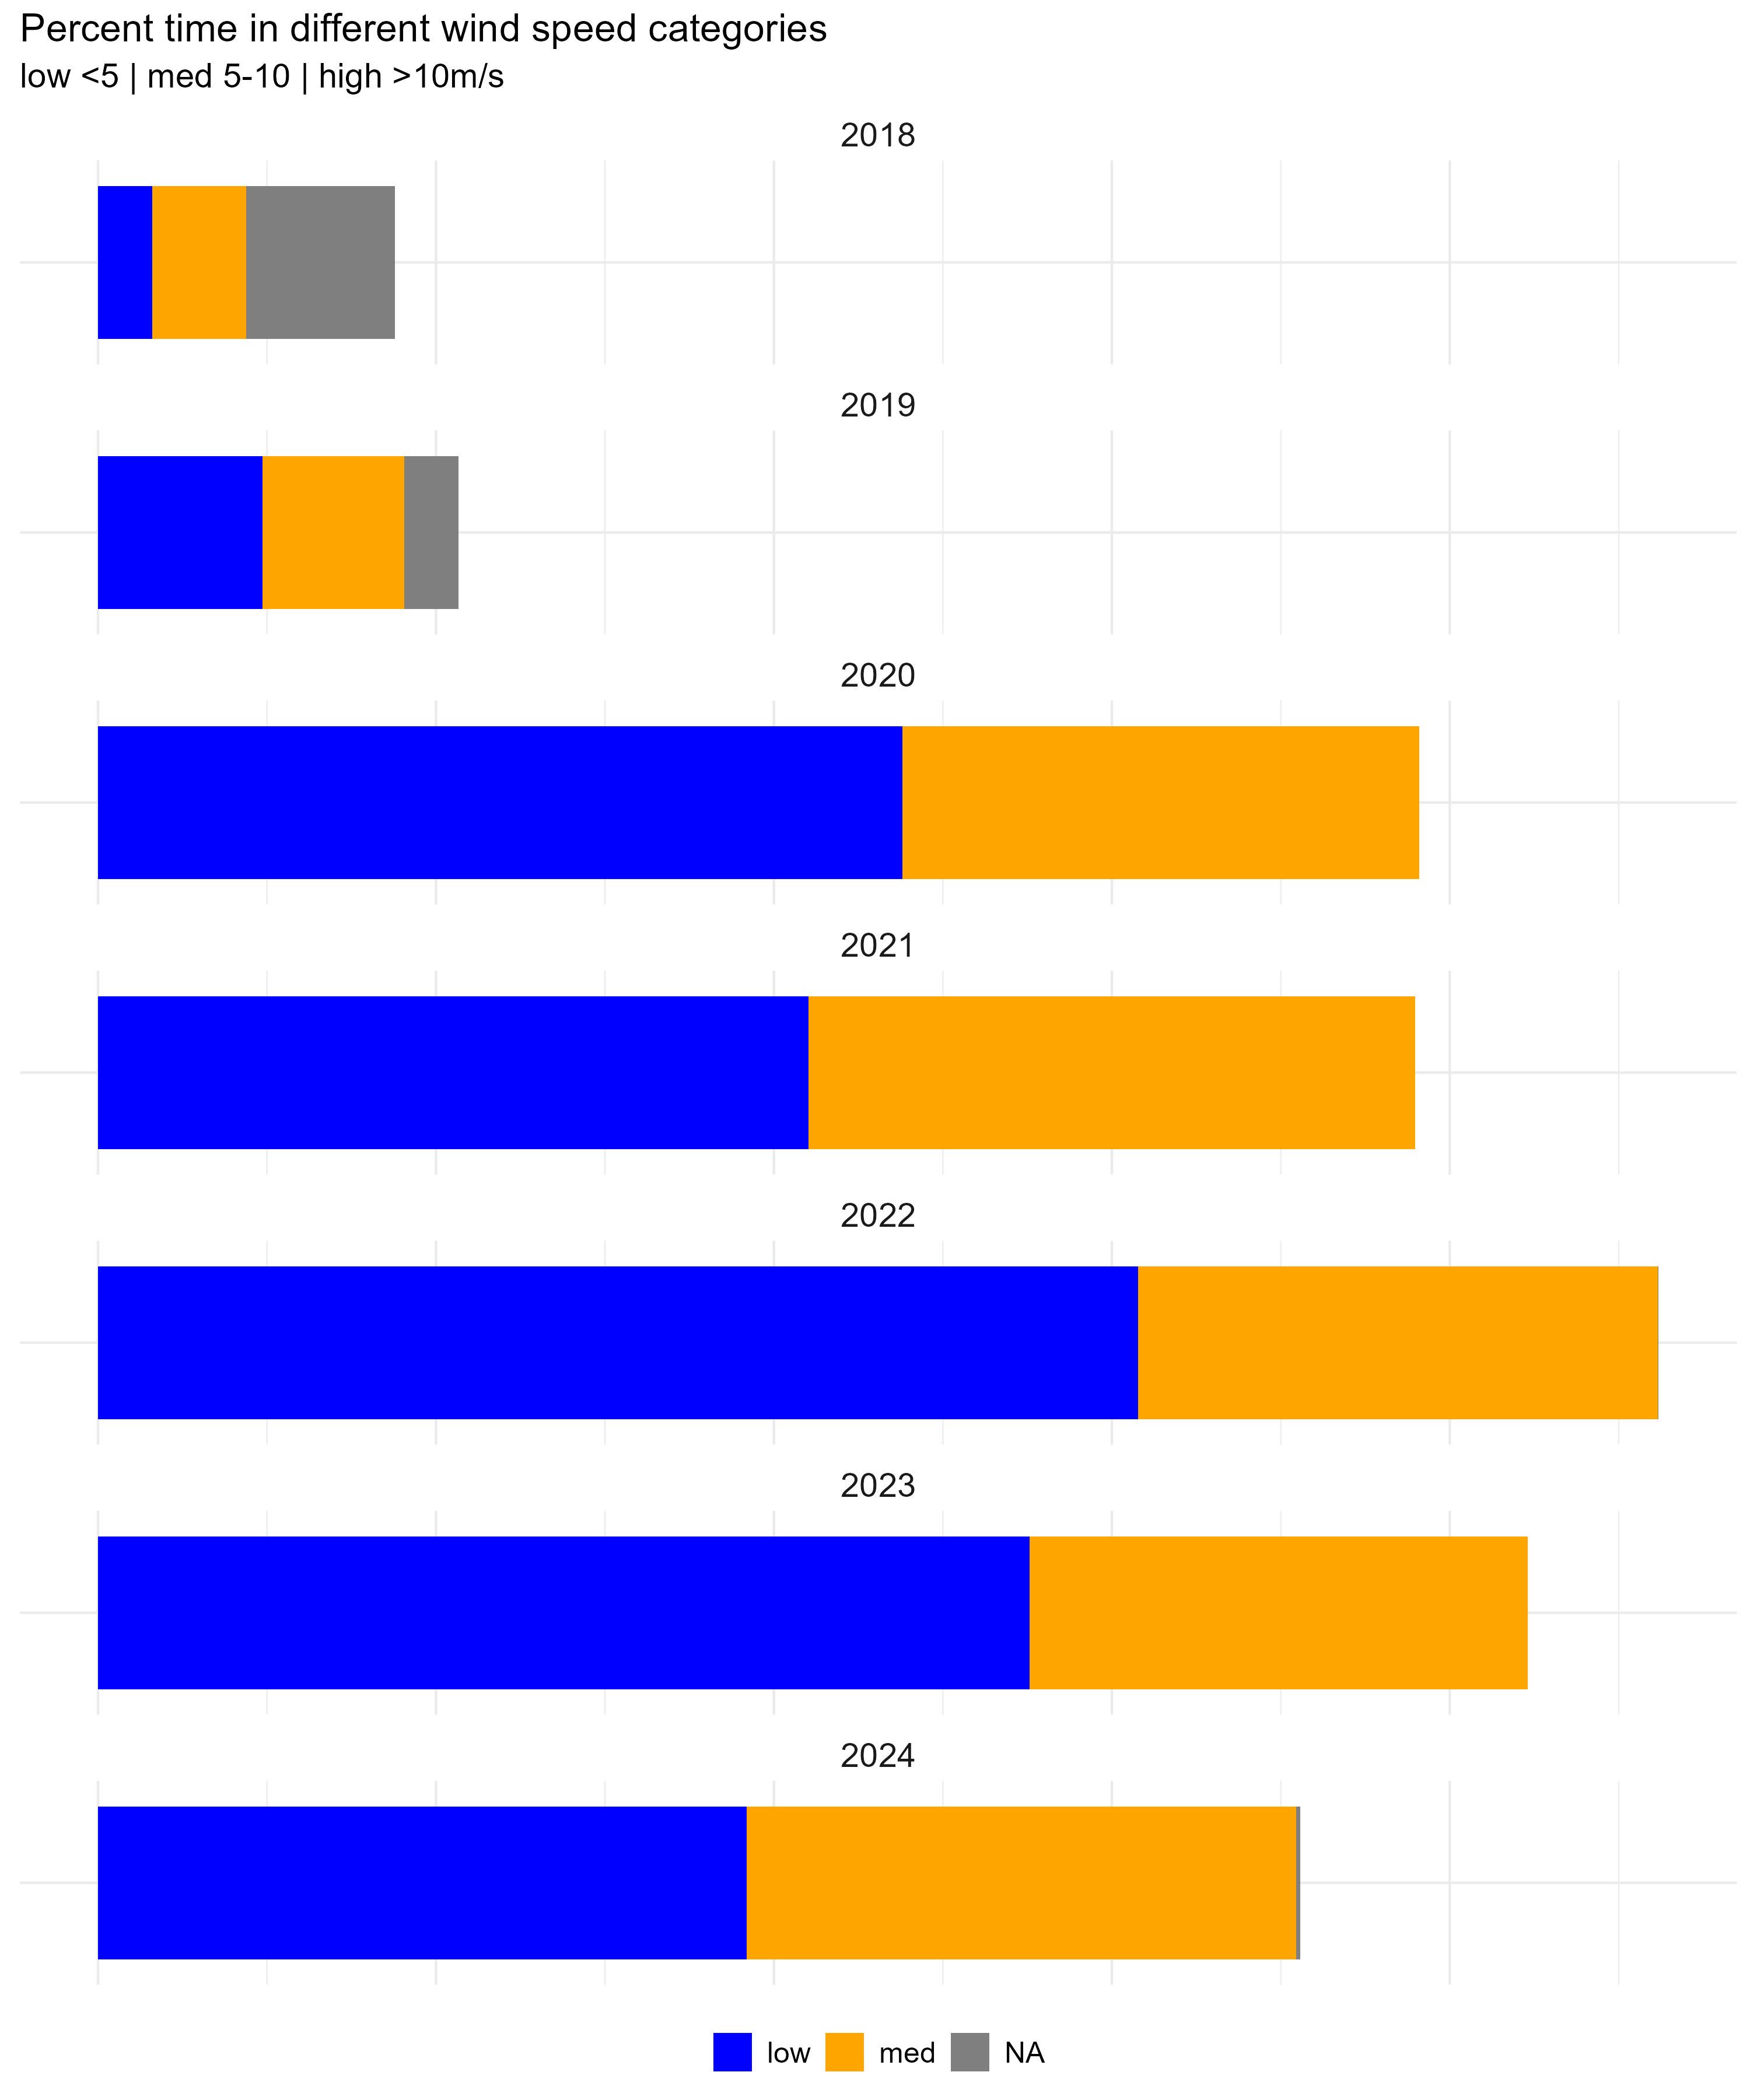 Percent time in different wind speed categories
low <5 | med 5-10 | high >10m/s
2018
2019
2020
2021
2022
2023
2024
low med NA